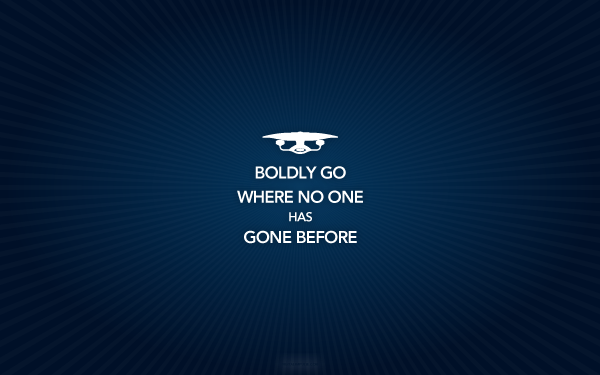 BOLDLY GO
WHERE NO ONE
HAS
GONE BEFORE